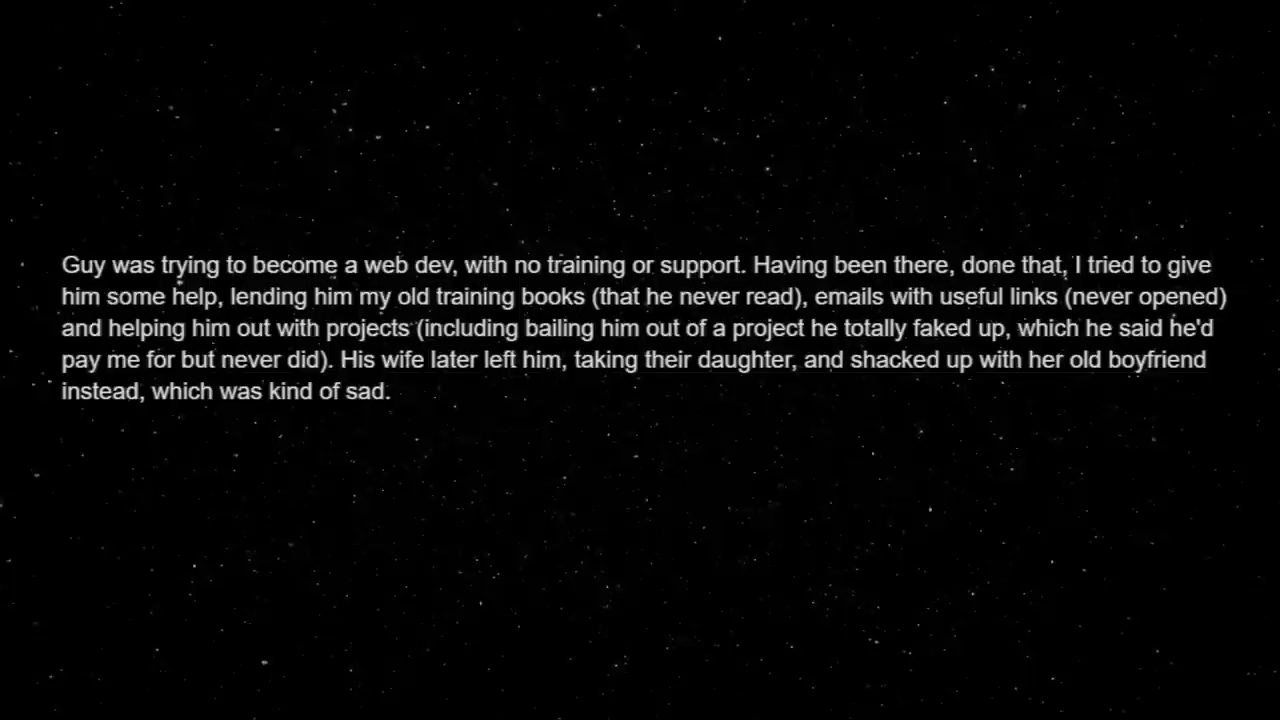 Guy was trying to become a web dev, with no training or support. Having been there, done that, I tried to give
him some help, lending him my old training books (that he never read), emails with useful links (never opened)
and helping him out with projects (including bailing him out of a project he totally faked up, which he said he'd
pay me for but never did). His wife later left him, taking their daughter, and shacked up with her old boyfriend
instead, which was kind of sad.